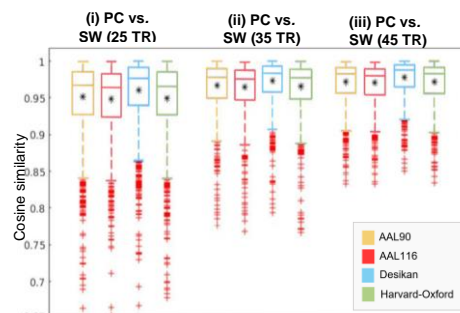 (i) PC vs.
SW (25 TR)
(ii) PC vs.
SW (35 TR)
(iii) PC vs.
SW (45 TR)
Cosine similarity
1
0.95
0.9
0.85
0.8
0.75
0.7
AAL90
AAL116
Desikan
Harvard-Oxford